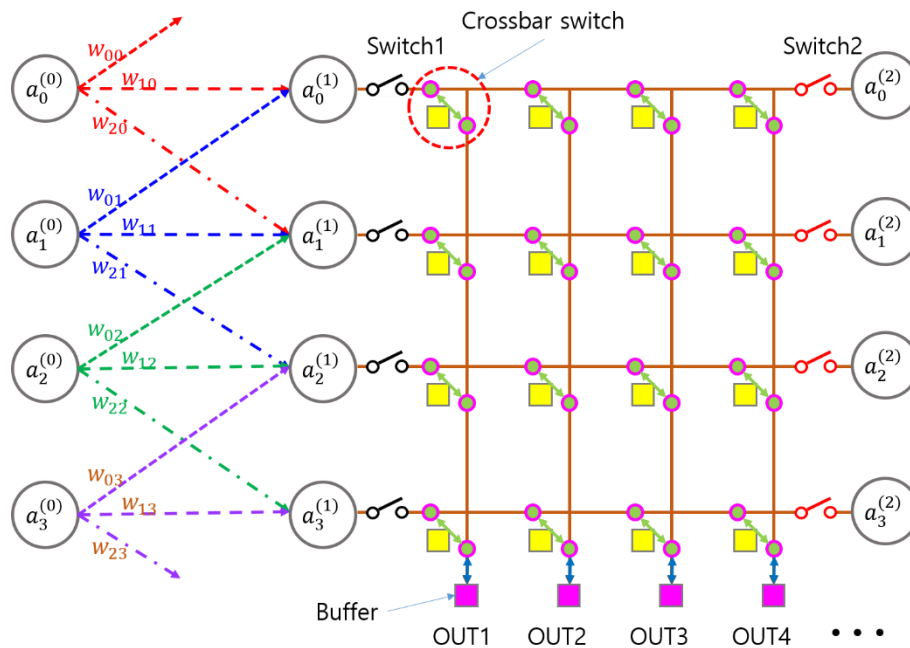 Crossbar switch
Switch1
Switch2
w₀₀
w₁₀
w₂₀
a₀⁽⁰⁾
a₀⁽¹⁾
a₀⁽²⁾
w₀₁
w₁₁
w₂₁
a₁⁽⁰⁾
a₁⁽¹⁾
a₁⁽²⁾
w₀₂
w₁₂
w₂₂
a₂⁽⁰⁾
a₂⁽¹⁾
a₂⁽²⁾
w₀₃
w₁₃
w₂₃
a₃⁽⁰⁾
a₃⁽¹⁾
a₃⁽²⁾
Buffer
OUT1 OUT2 OUT3 OUT4 • • •